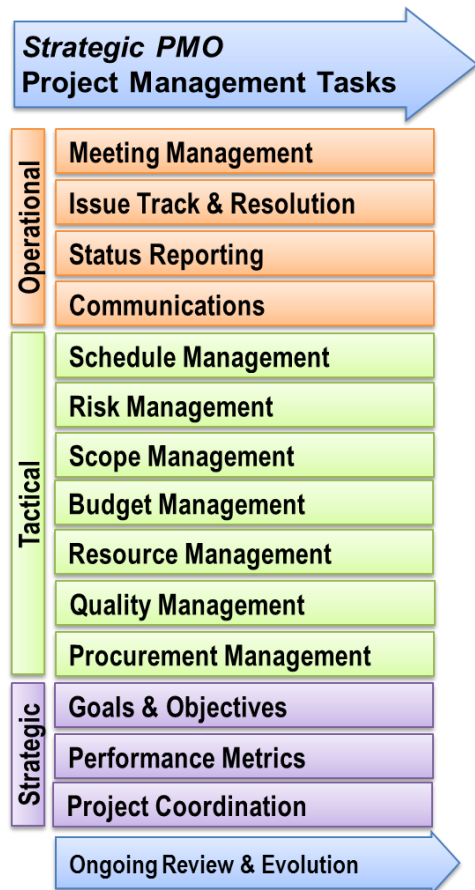 Strategic PMO
Project Management Tasks
Operational
Meeting Management
Issue Track & Resolution
Status Reporting
Communications
Tactical
Schedule Management
Risk Management
Scope Management
Budget Management
Resource Management
Quality Management
Procurement Management
Strategic
Goals & Objectives
Performance Metrics
Project Coordination
Ongoing Review & Evolution